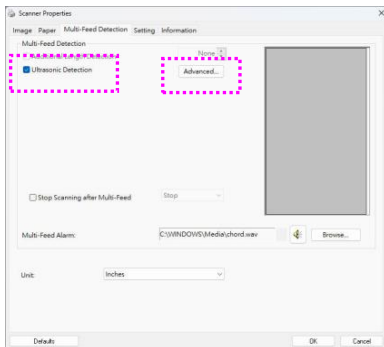 Scanner Properties
Image Paper Multi-Feed Detection Setting Information
Multi-Feed Detection
None
Ultrasonic Detection
Advanced...
Stop Scanning after Multi-Feed
Stop
Multi-Feed Alarm:
C:\WINDOWS\Media\chord.wav
Browse...
Unit:
Inches
Defaults
OK
Cancel